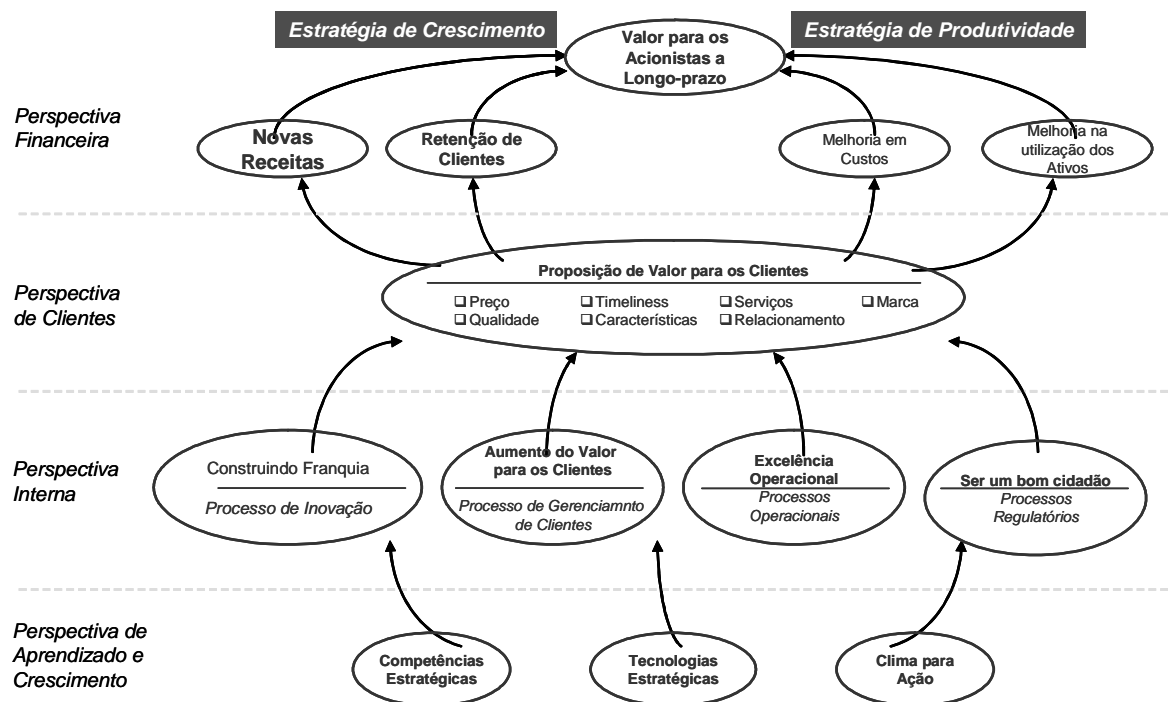 Estratégia de Crescimento
Estratégia de Produtividade
Valor para os
Acionistas a
Longo-prazo
Perspectiva
Financeira
Novas
Receitas
Retenção de
Clientes
Melhoria em
Custos
Melhoria na
utilização dos
Ativos
Perspectiva
de Clientes
Proposição de Valor para os Clientes
❑ Preço
❑ Timeliness
❑ Serviços
❑ Marca
❑ Qualidade
❑ Características
❑ Relacionamento
Perspectiva
Interna
Construindo Franquia
Processo de Inovação
Aumento do Valor
para os Clientes
Processo de Gerenciamnto
de Clientes
Excelência
Operacional
Processos
Operacionais
Ser um bom cidadão
Processos
Regulatórios
Perspectiva de
Aprendizado e
Crescimento
Competências
Estratégicas
Tecnologias
Estratégicas
Clima para
Ação